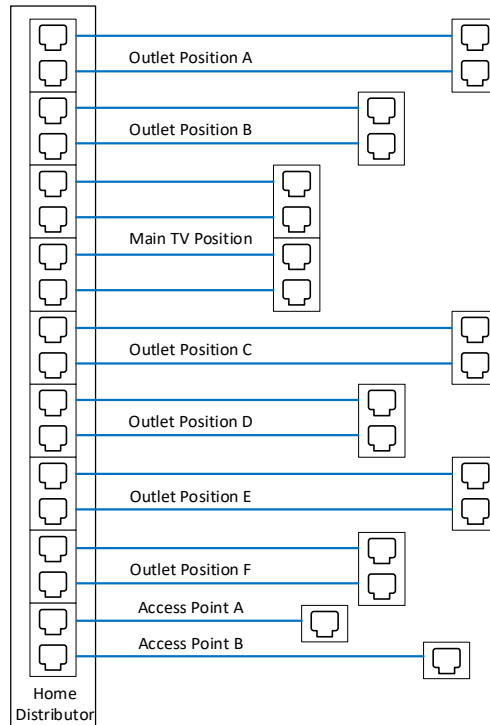 Outlet Position A
Outlet Position B
Main TV Position
Outlet Position C
Outlet Position D
Outlet Position E
Outlet Position F
Access Point A
Access Point B
Home
Distributor